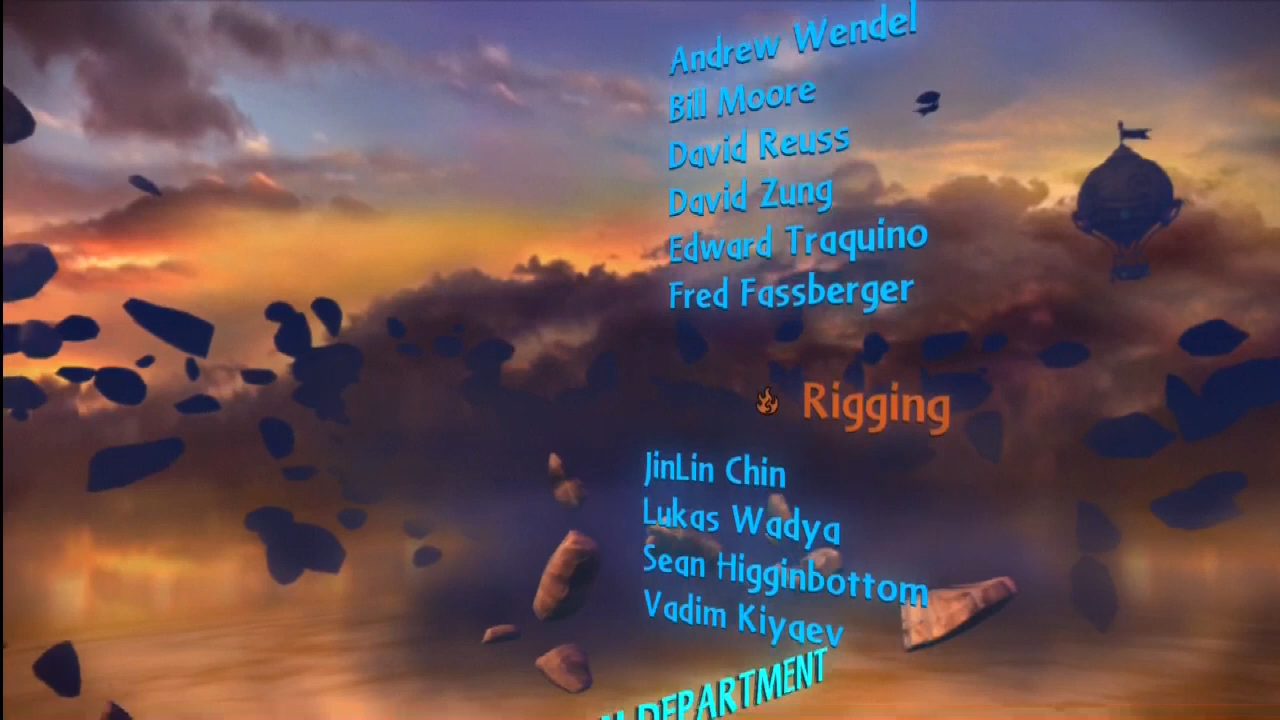 Andrew Wendel
Bill Moore
David Reuss
David Zung
Edward Traquino
Fred Fassberger
Rigging
JinLin Chin
Lukas Wadya
Sean Higginbottom
Vadim Kiyaev
DEPARTMENT